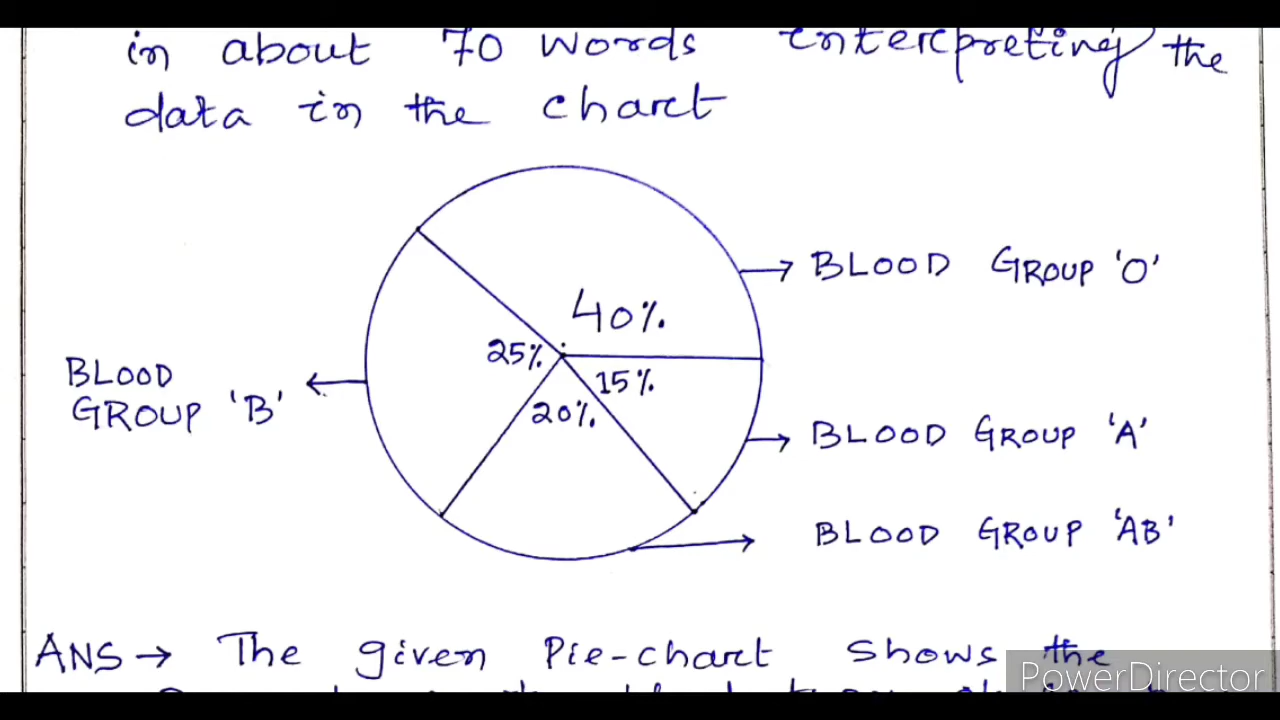 in about 70 words interpreting the
data in the chart
BLOOD GROUP 'O'
40%
25%
15%
20%
BLOOD
GROUP 'B'
BLOOD GROUP 'A'
BLOOD GROUP 'AB'
ANS → The given Pie-chart shows the
PowerDirector